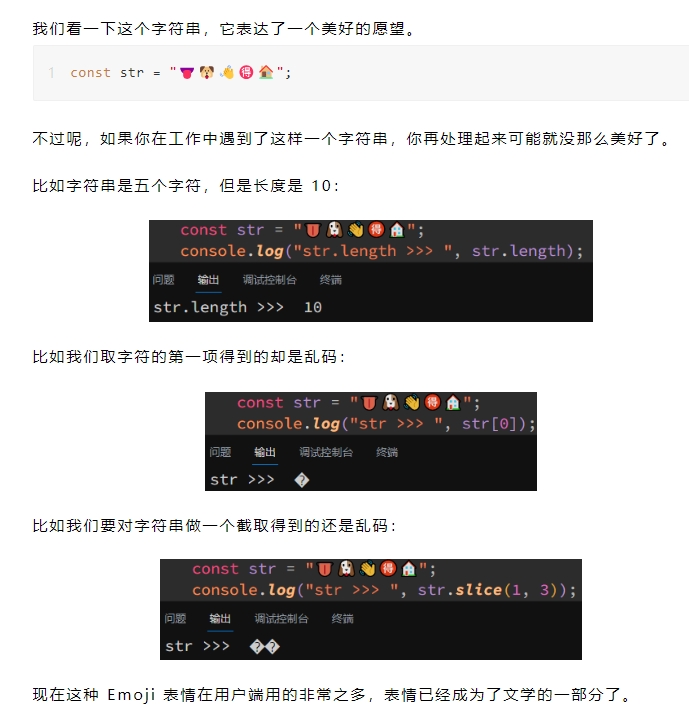 我们看一下这个字符串，它表达了一个美好的愿望。
1 const str = "👅🐶👋🉐🏠";
不过呢，如果你在工作中遇到了这样一个字符串，你再处理起来可能就没那么美好了。
比如字符串是五个字符，但是长度是 10：
const str = "👅🐶👋🉐🏠";
console.log("str.length >>> ", str.length);
问题 输出 调试控制台 终端
str.length >>> 10
比如我们取字符的第一项得到的却是乱码：
const str = "👅🐶👋🉐🏠";
console.log("str >>> ", str[0]);
问题 输出 调试控制台 终端
str >>> �
比如我们要对字符串做一个截取得到的还是乱码：
const str = "👅🐶👋🉐🏠";
console.log("str >>> ", str.slice(1, 3));
问题 输出 调试控制台 终端
str >>> ��
现在这种 Emoji 表情在用户端用的非常之多，表情已经成为了文学的一部分了。